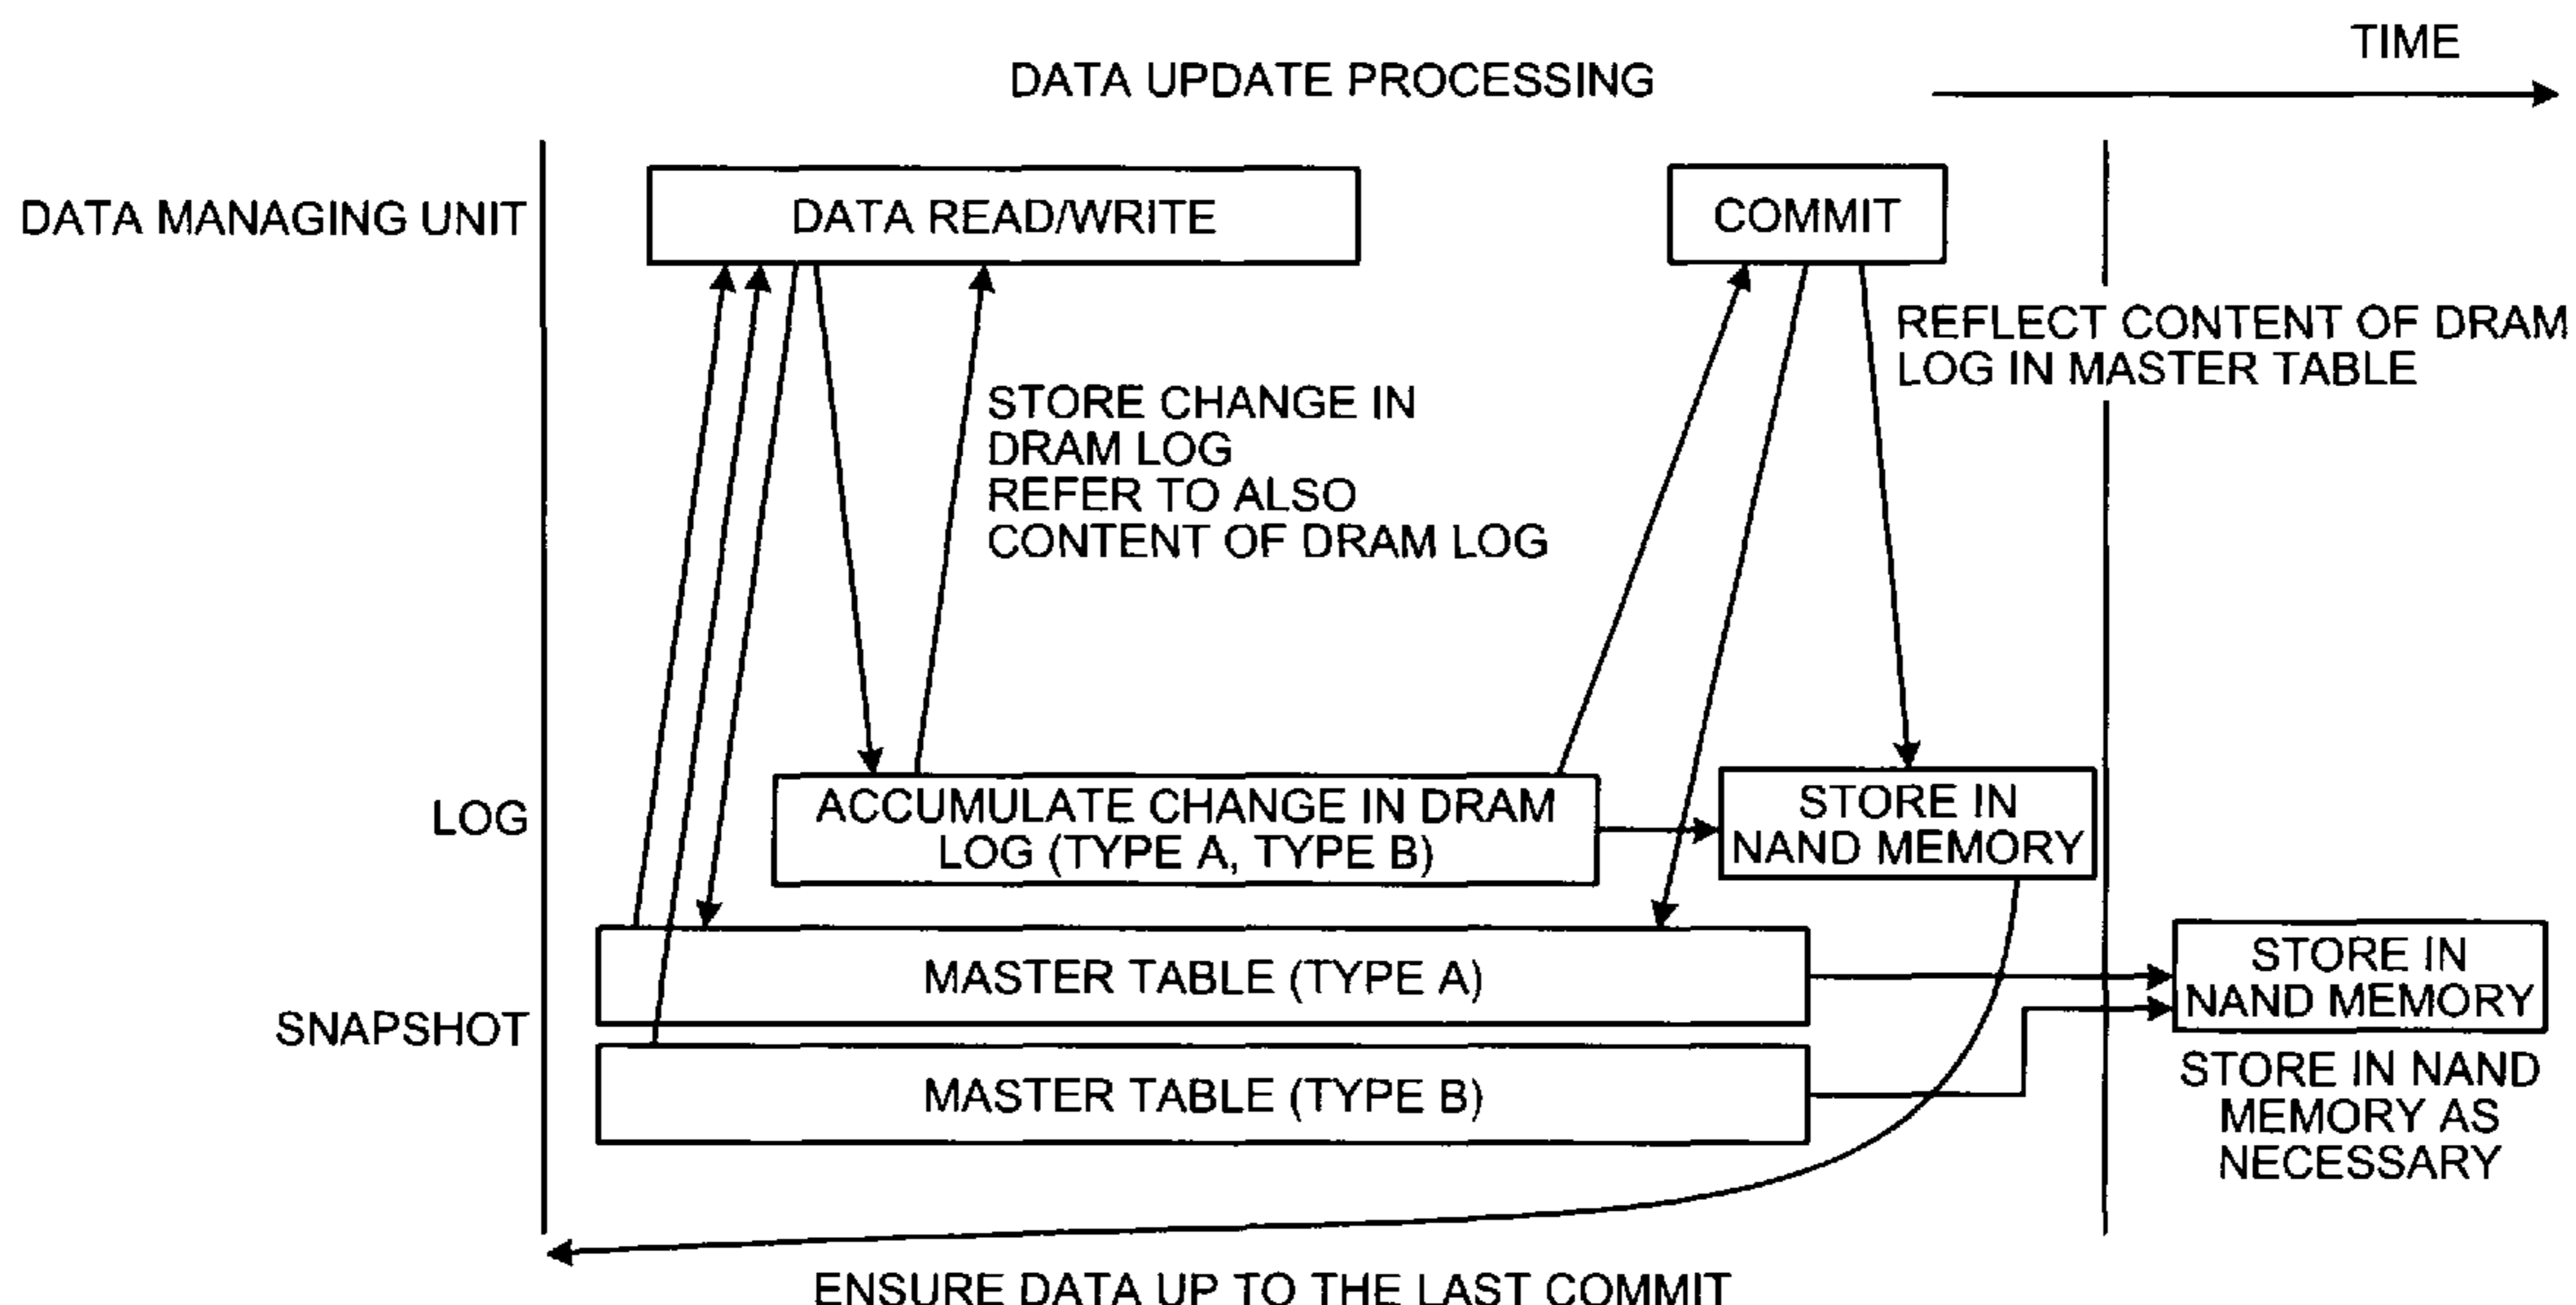 TIME
DATA UPDATE PROCESSING
DATA MANAGING UNIT
DATA READ/WRITE
COMMIT
REFLECT CONTENT OF DRAM
LOG IN MASTER TABLE
STORE CHANGE IN
DRAM LOG
REFER TO ALSO
CONTENT OF DRAM LOG
LOG
ACCUMULATE CHANGE IN DRAM
LOG (TYPE A, TYPE B)
STORE IN
NAND MEMORY
SNAPSHOT
MASTER TABLE (TYPE A)
STORE IN
NAND MEMORY
MASTER TABLE (TYPE B)
STORE IN NAND
MEMORY AS
NECESSARY
ENSURE DATA UP TO THE LAST COMMIT